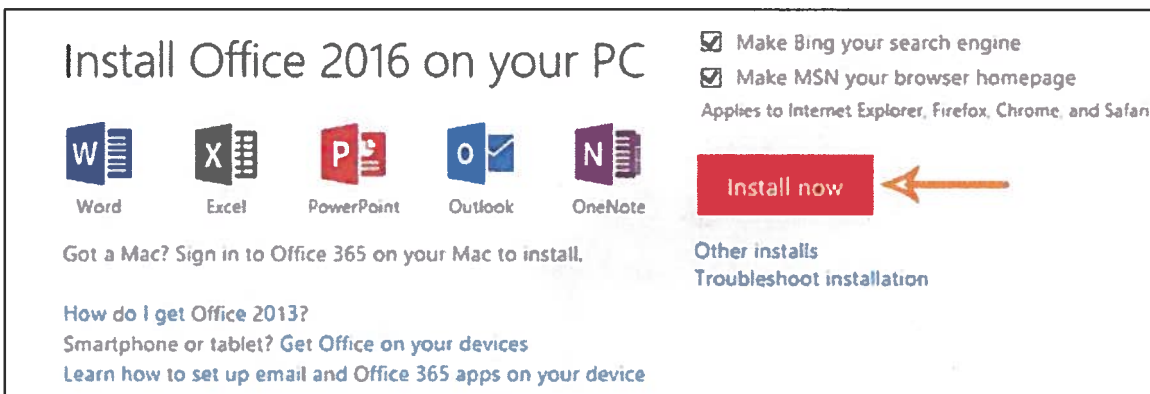 Install Office 2016 on your PC
W
X
P
O
N
Word
Excel
PowerPoint
Outlook
OneNote
Got a Mac? Sign in to Office 365 on your Mac to install.
How do I get Office 2013?
Smartphone or tablet? Get Office on your devices
Learn how to set up email and Office 365 apps on your device
Make Bing your search engine
Make MSN your browser homepage
Applies to Internet Explorer, Firefox, Chrome, and Safari
Install now
Other installs
Troubleshoot installation